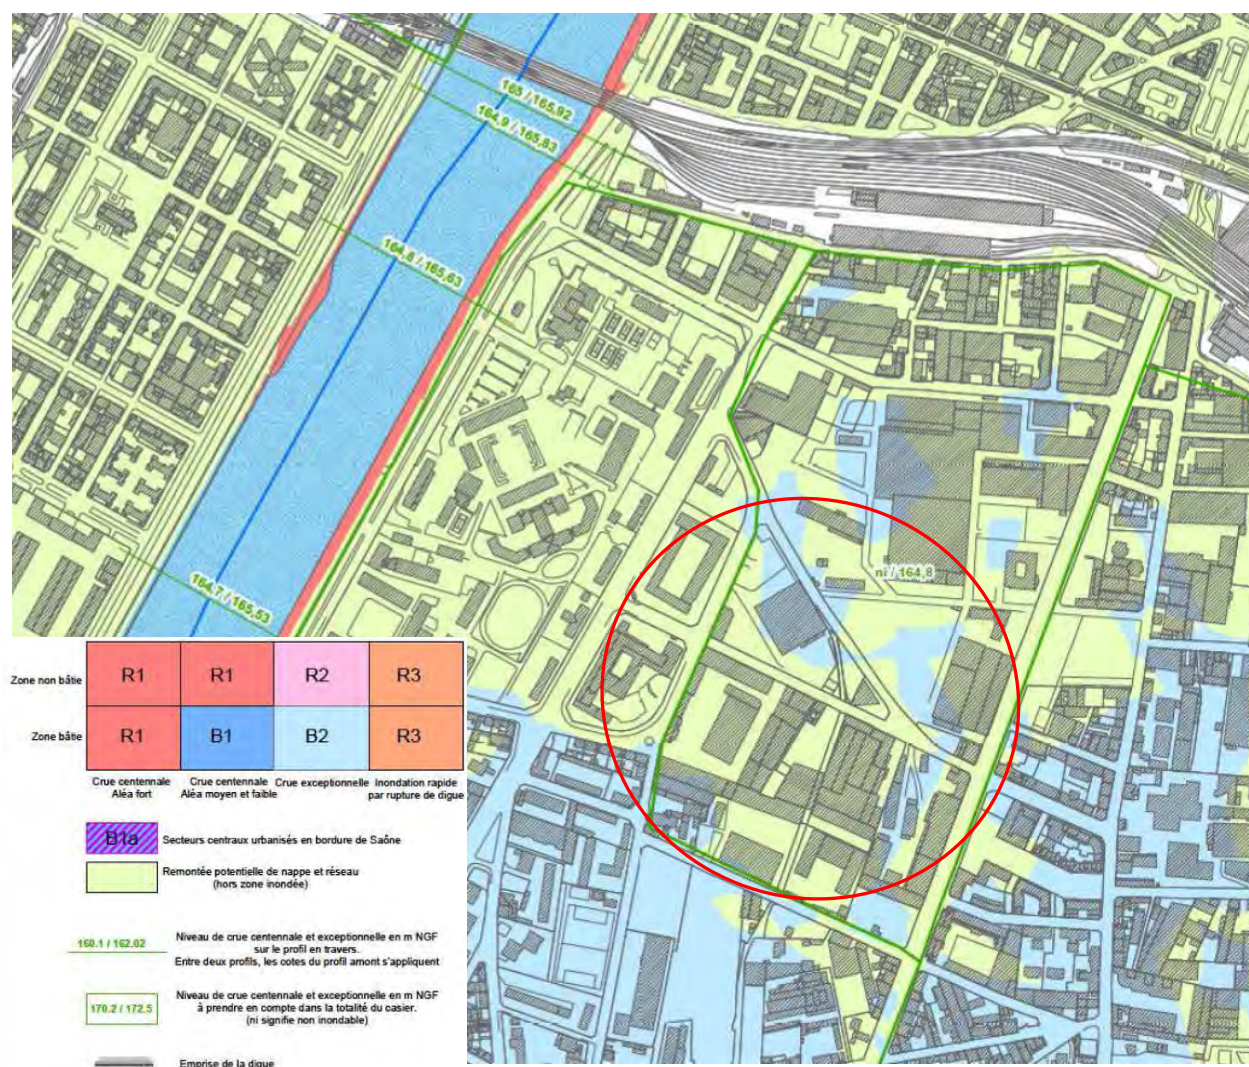 165 / 165,92
164,9 / 165,83
164,8 / 165,63
ni / 164,8
164,7 / 165,53
Zone non bâtie
R1
R1
R2
R3
Zone bâtie
R1
B1
B2
R3
Crue centennale
Aléa fort
Crue centennale
Aléa moyen et faible
Crue exceptionnelle
Inondation rapide
par rupture de digue
B1a
Secteurs centraux urbanisés en bordure de Saône
Remontée potentielle de nappe et réseau
(hors zone inondée)
160.1 / 162.02
Niveau de crue centennale et exceptionnelle en m NGF
sur le profil en travers.
Entre deux profils, les cotes du profil amont s'appliquent
170.2 / 172.5
Niveau de crue centennale et exceptionnelle en m NGF
à prendre en compte dans la totalité du casier.
(ni signifie non inondable)
Emprise de la digue